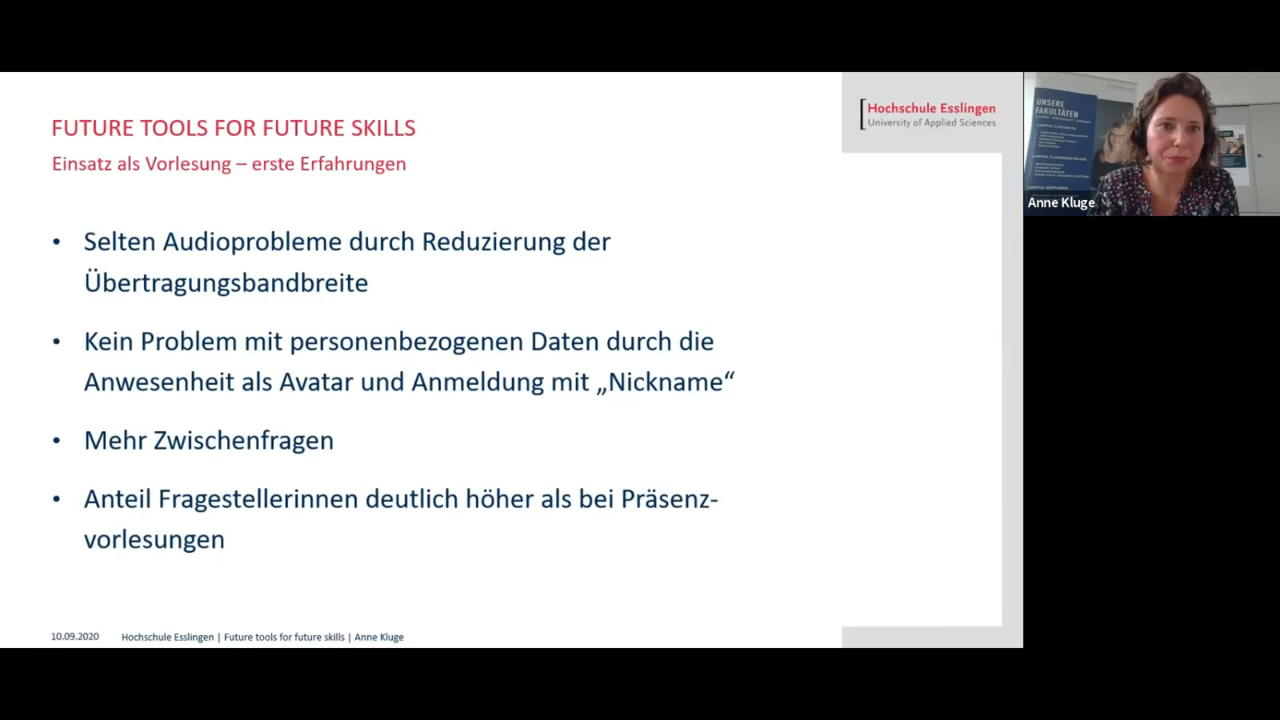 FUTURE TOOLS FOR FUTURE SKILLS
Einsatz als Vorlesung – erste Erfahrungen
• Selten Audioprobleme durch Reduzierung der
Übertragungsbandbreite
• Kein Problem mit personenbezogenen Daten durch die
Anwesenheit als Avatar und Anmeldung mit „Nickname“
• Mehr Zwischenfragen
• Anteil Fragestellerinnen deutlich höher als bei Präsenz-
vorlesungen
10.09.2020 Hochschule Esslingen | Future tools for future skills | Anne Kluge
Hochschule Esslingen
University of Applied Sciences
UNSERE
FAKULTÄTEN
Anne Kluge